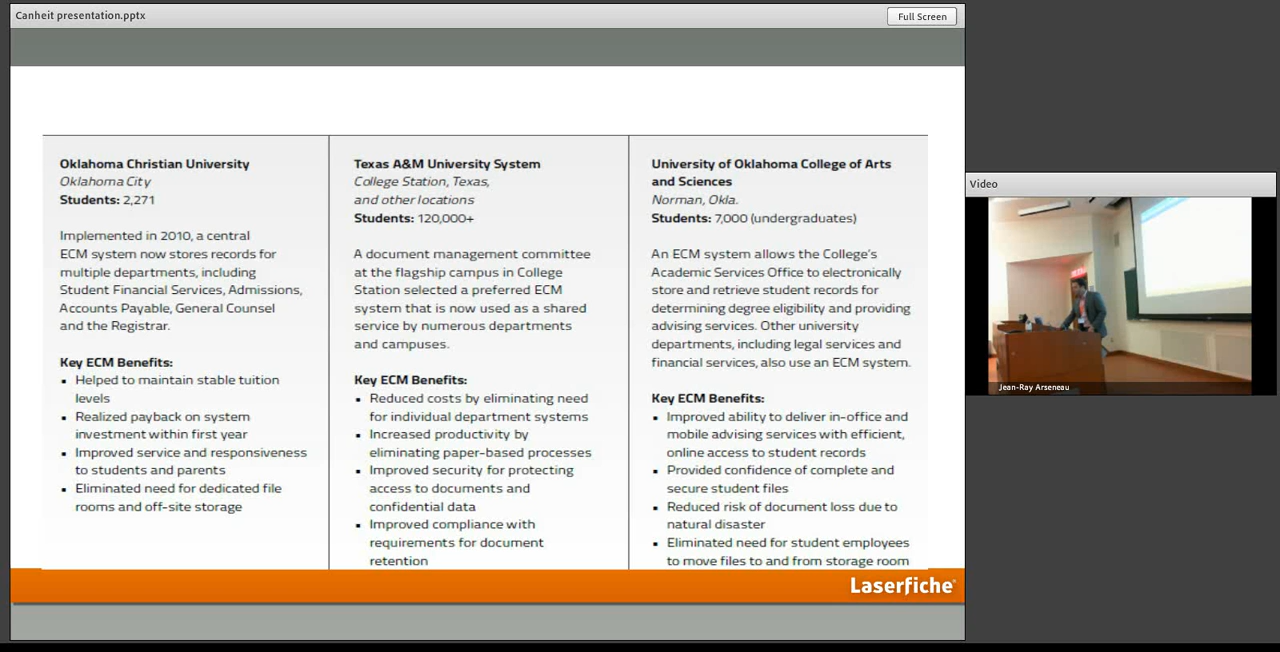 Canheit presentation.pptx
Full Screen
Oklahoma Christian University
Oklahoma City
Students: 2,271
Implemented in 2010, a central
ECM system now stores records for
multiple departments, including
Student Financial Services, Admissions,
Accounts Payable, General Counsel
and the Registrar.
Key ECM Benefits:
▪ Helped to maintain stable tuition
levels
▪ Realized payback on system
investment within first year
▪ Improved service and responsiveness
to students and parents
▪ Eliminated need for dedicated file
rooms and off-site storage
Texas A&M University System
College Station, Texas,
and other locations
Students: 120,000+
A document management committee
at the flagship campus in College
Station selected a preferred ECM
system that is now used as a shared
service by numerous departments
and campuses.
Key ECM Benefits:
▪ Reduced costs by eliminating need
for individual department systems
▪ Increased productivity by
eliminating paper-based processes
▪ Improved security for protecting
access to documents and
confidential data
▪ Improved compliance with
requirements for document
retention
University of Oklahoma College of Arts
and Sciences
Norman, Okla.
Students: 7,000 (undergraduates)
An ECM system allows the College's
Academic Services Office to electronically
store and retrieve student records for
determining degree eligibility and providing
advising services. Other university
departments, including legal services and
financial services, also use an ECM system.
Key ECM Benefits:
▪ Improved ability to deliver in-office and
mobile advising services with efficient,
online access to student records
▪ Provided confidence of complete and
secure student files
▪ Reduced risk of document loss due to
natural disaster
▪ Eliminated need for student employees
to move files to and from storage room
Laserfiche®
Video
Jean-Ray Arseneau